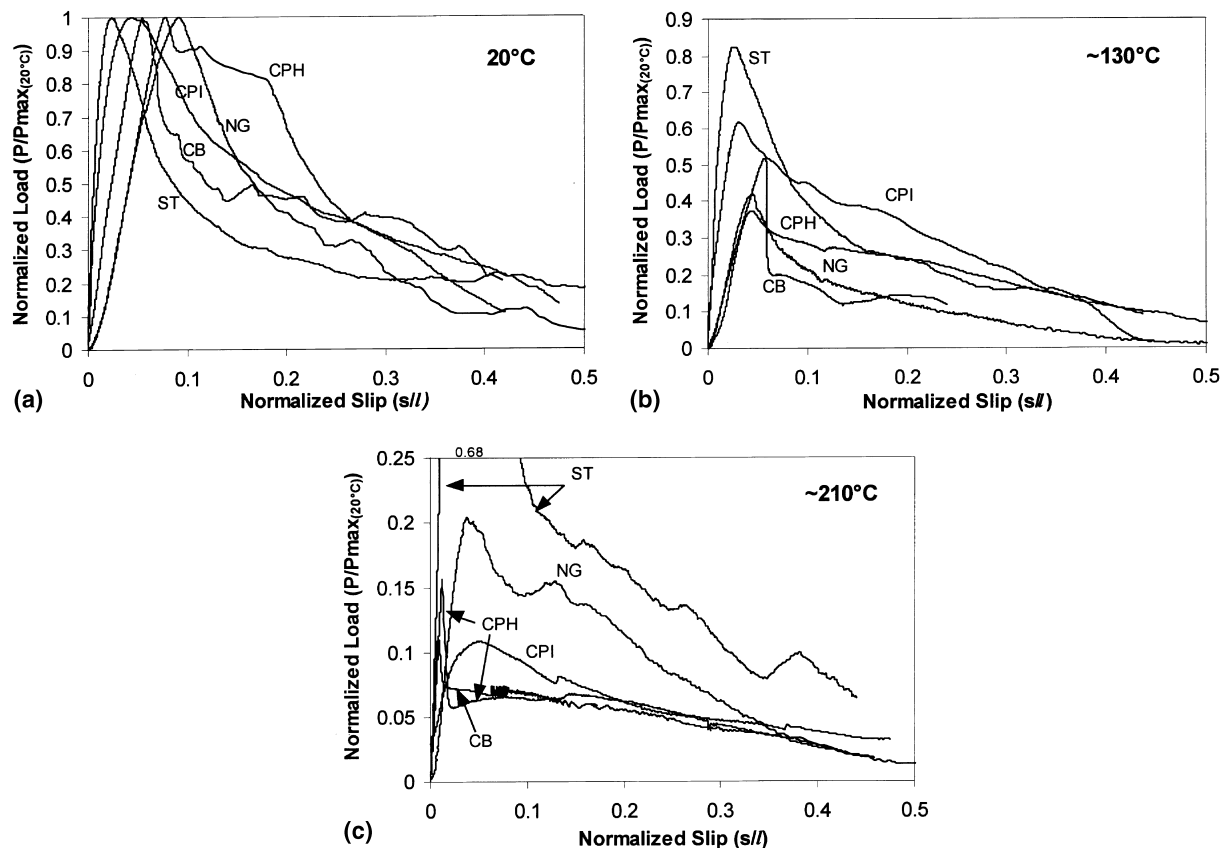 20°C
1
0.9
0.8
0.7
0.6
0.5
0.4
0.3
0.2
0.1
0
Normalized Load (P/Pmax(20°C))
CPH
CPI
NG
CB
ST
0 0.1 0.2 0.3 0.4 0.5
Normalized Slip (s/l)
(a)
~130°C
0.9
0.8
0.7
0.6
0.5
0.4
0.3
0.2
0.1
0
Normalized Load (P/Pmax(20°C))
ST
CPI
CPH
NG
CB
0 0.1 0.2 0.3 0.4 0.5
Normalized Slip (s/l)
(b)
~210°C
0.68
0.25
0.2
0.15
0.1
0.05
0
Normalized Load (P/Pmax(20°C))
ST
NG
CPH
CPI
CB
0 0.1 0.2 0.3 0.4 0.5
Normalized Slip (s/l)
(c)